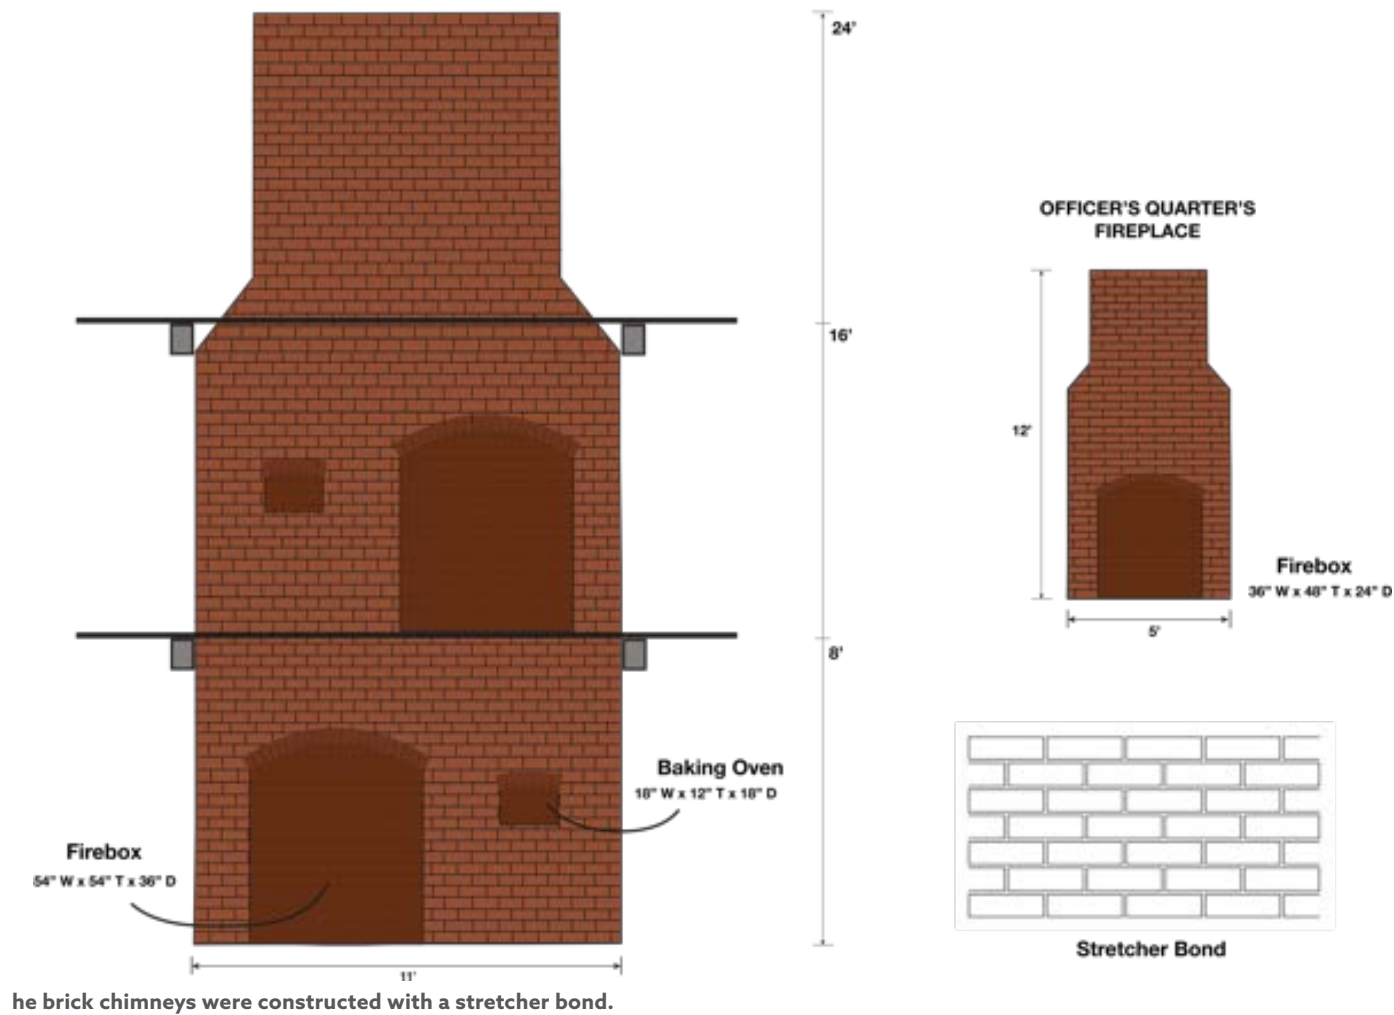 24'
OFFICER'S QUARTER'S
FIREPLACE
16'
12'
Firebox
36" W x 48" T x 24" D
5'
8'
Baking Oven
18" W x 12" T x 18" D
Firebox
54" W x 54" T x 36" D
Stretcher Bond
11'
he brick chimneys were constructed with a stretcher bond.